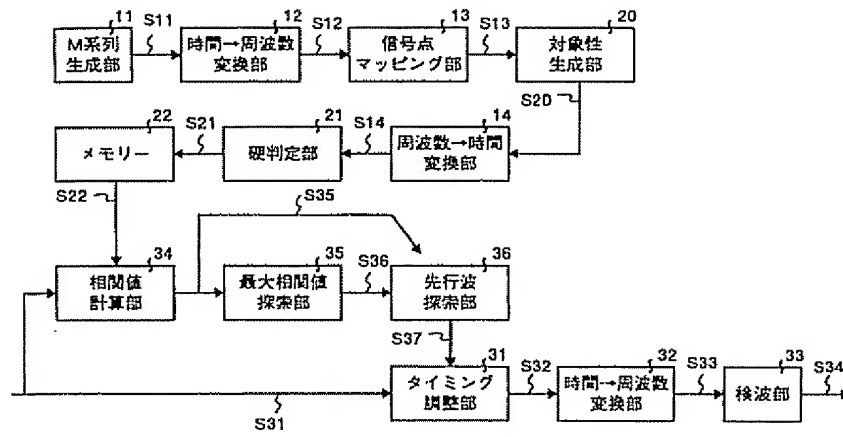 11
S11
12
S12
13
S13
20
M系列
生成部
時間→周波数
変換部
信号点
マッピング部
対象性
生成部
S20
22
S21
21
S14
14
メモリー
硬判定部
周波数→時間
変換部
S22
S35
34
35
S36
36
相関値
計算部
最大相関値
探索部
先行波
探索部
S37
31
S32
32
S33
33
S34
タイミング
調整部
時間→周波数
変換部
検波部
S31